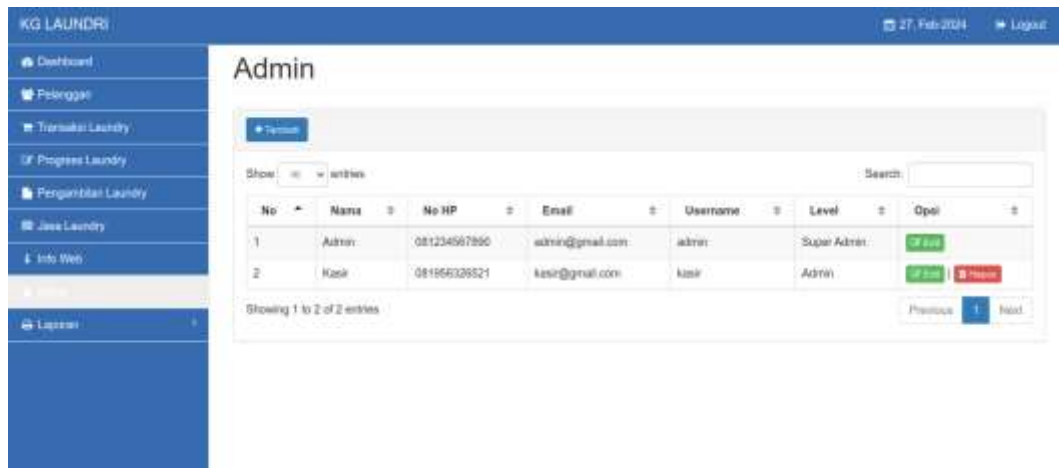 KG LAUNDRI 27, Feb-2024 Logout
Dashboard
Admin
Pelanggan
Transaksi Laundry
+ Tambah
Progress Laundry
Show 10 entries Search:
Pengambilan Laundry
No Nama No HP Email Username Level Opsi
Jasa Laundry
1 Admin 081234567890 admin@gmail.com admin Super Admin Edit
Info Web
2 Kasir 081956326521 kasir@gmail.com kasir Admin Edit | Hapus
Showing 1 to 2 of 2 entries Previous 1 Next
Laporan